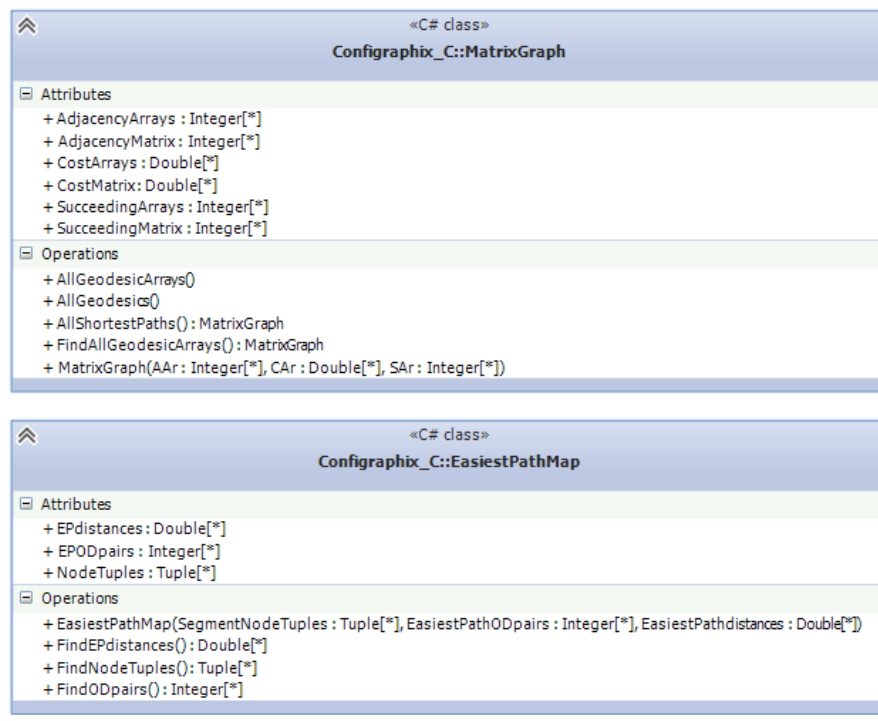 «C# class»
Configraphix_C::MatrixGraph
Attributes
+ AdjacencyArrays : Integer[*]
+ AdjacencyMatrix : Integer[*]
+ CostArrays : Double[*]
+ CostMatrix: Double[*]
+ SucceedingArrays : Integer[*]
+ SucceedingMatrix : Integer[*]
Operations
+ AllGeodesicArrays()
+ AllGeodesics()
+ AllShortestPaths() : MatrixGraph
+ FindAllGeodesicArrays() : MatrixGraph
+ MatrixGraph(AAr : Integer[*], CAr : Double[*], SAr : Integer[*])
«C# class»
Configraphix_C::EasiestPathMap
Attributes
+ EPdistances : Double[*]
+ EPODpairs : Integer[*]
+ NodeTuples : Tuple[*]
Operations
+ EasiestPathMap(SegmentNodeTuples : Tuple[*], EasiestPathODpairs : Integer[*], EasiestPathdistances : Double[*])
+ FindEPdistances() : Double[*]
+ FindNodeTuples(): Tuple[*]
+ FindODpairs() : Integer[*]